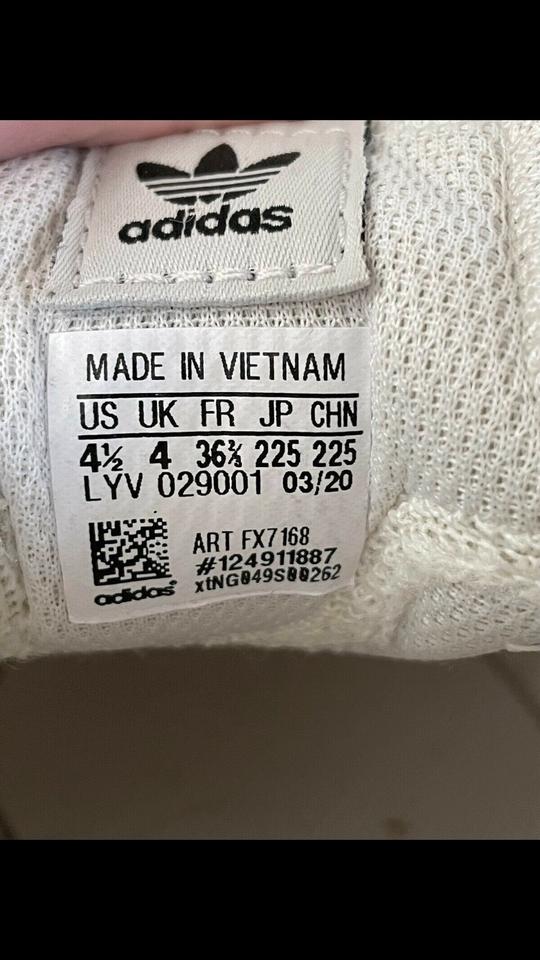 adidas
MADE IN VIETNAM
US UK FR JP CHN
4½ 4 36⅔ 225 225
LYV 029001 03/20
ART FX7168
#124911887
xtNG049S00262
adidas